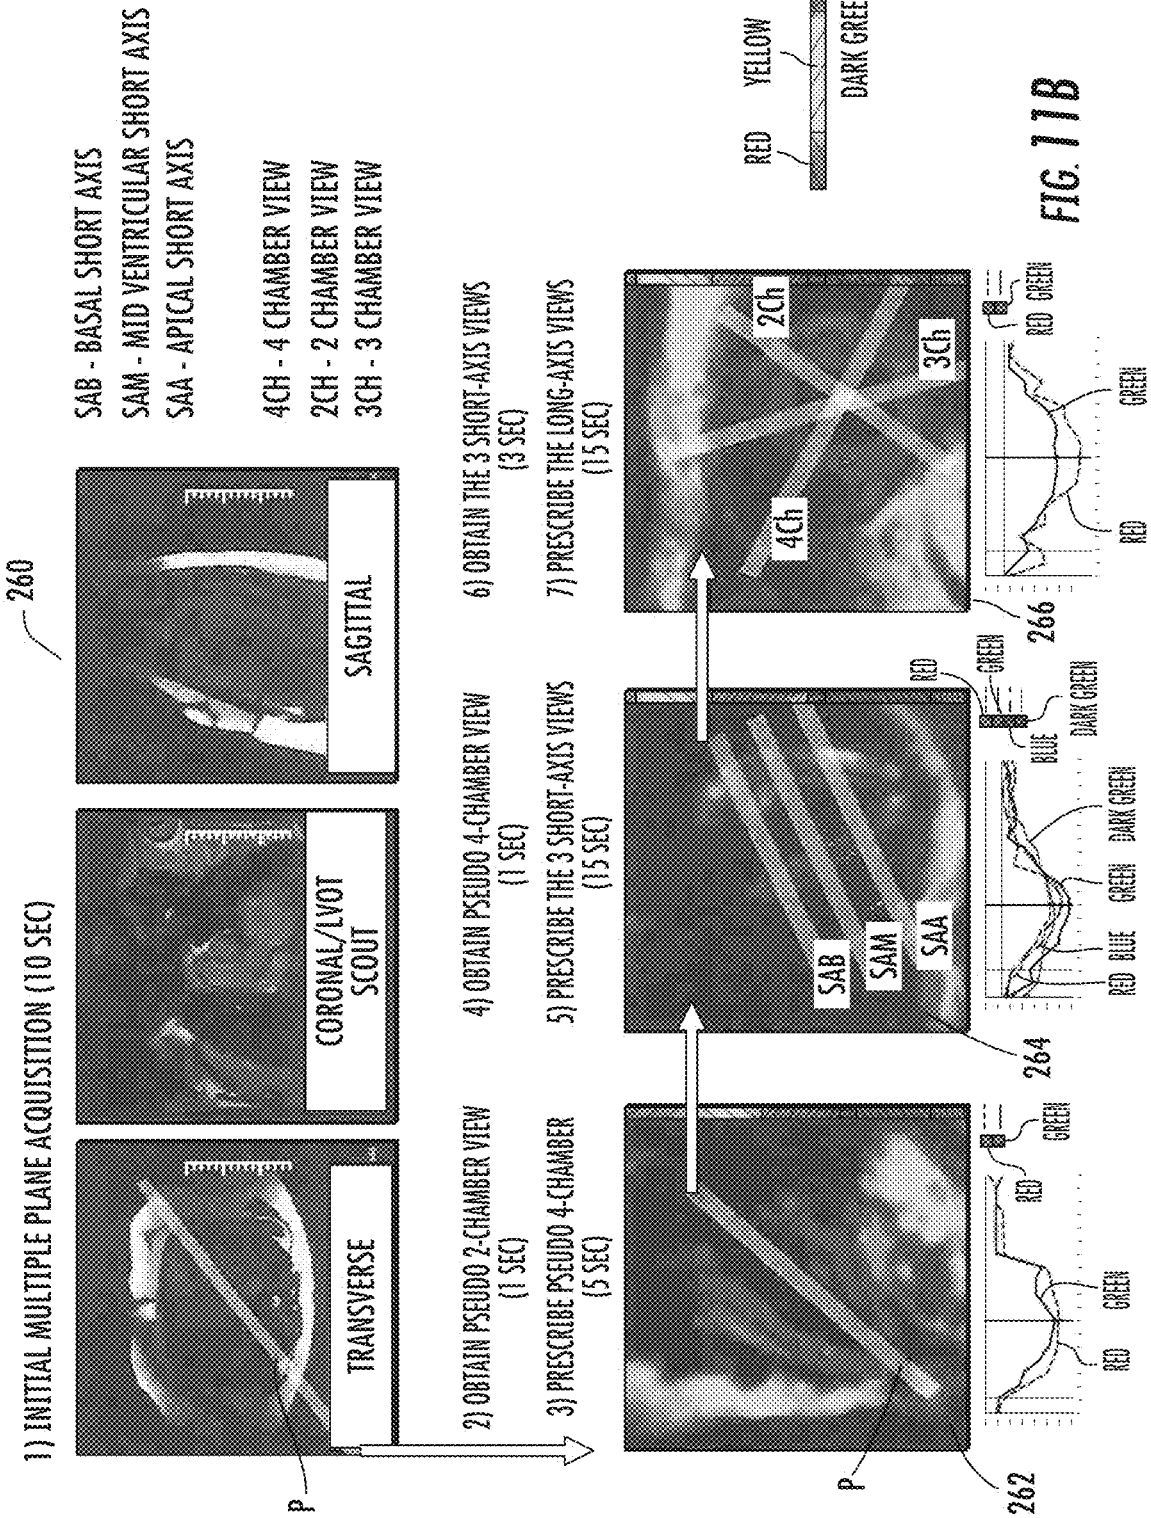 1) INITIAL MULTIPLE PLANE ACQUISITION (10 SEC)
260
TRANSVERSE
CORONAL/LVOT
SCOUT
SAGITTAL
P
SAB - BASAL SHORT AXIS
SAM - MID VENTRICULAR SHORT AXIS
SAA - APICAL SHORT AXIS
4CH - 4 CHAMBER VIEW
2CH - 2 CHAMBER VIEW
3CH - 3 CHAMBER VIEW
2) OBTAIN PSEUDO 2-CHAMBER VIEW
(1 SEC)
3) PRESCRIBE PSEUDO 4-CHAMBER
(5 SEC)
4) OBTAIN PSEUDO 4-CHAMBER VIEW
(1 SEC)
5) PRESCRIBE THE 3 SHORT-AXIS VIEWS
(15 SEC)
6) OBTAIN THE 3 SHORT-AXIS VIEWS
(3 SEC)
7) PRESCRIBE THE LONG-AXIS VIEWS
(15 SEC)
P
262
SAB
SAM
SAA
264
4Ch
2Ch
3Ch
266
RED
YELLOW
DARK GREE
RED
GREEN
RED
GREEN
RED
BLUE
GREEN
DARK GREEN
RED
GREEN
BLUE
DARK GREEN
RED
GREEN
RED
GREEN
FIG. 11B